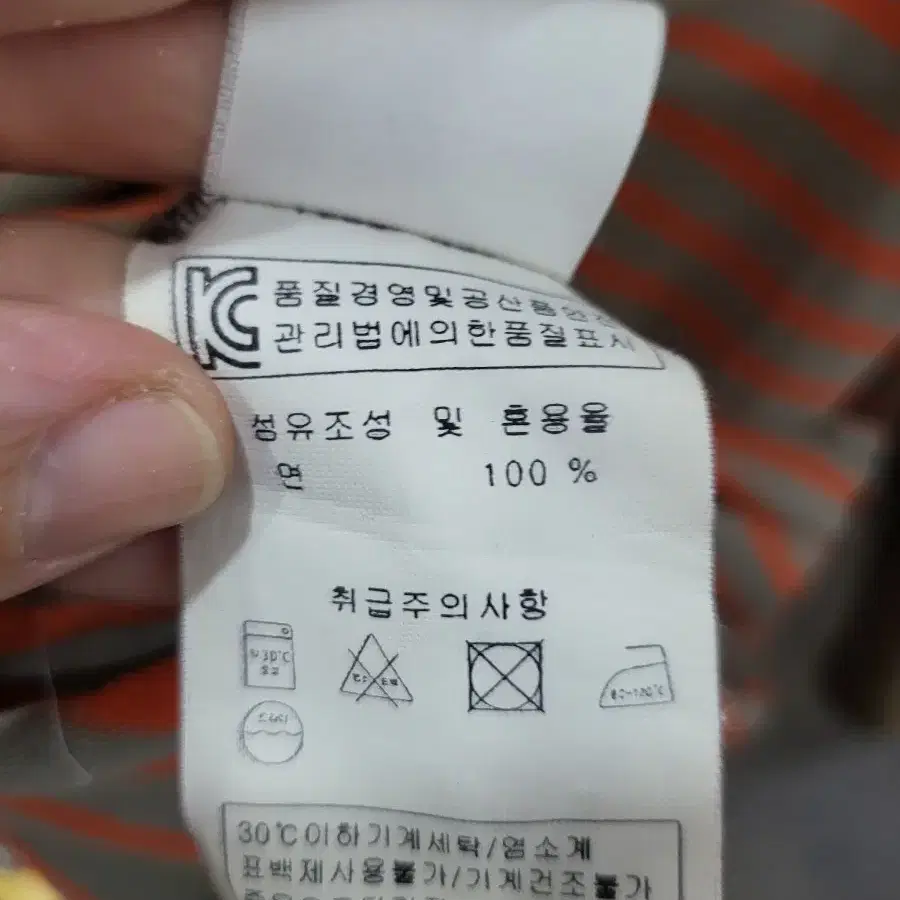 품질경영및공산품안전
관리법에의한품질표시
섬유조성 및 혼용율
면 100 %
취급주의사항
80~120℃
30℃이하기계세탁/염소계
표백제사용불가/기계건조불가